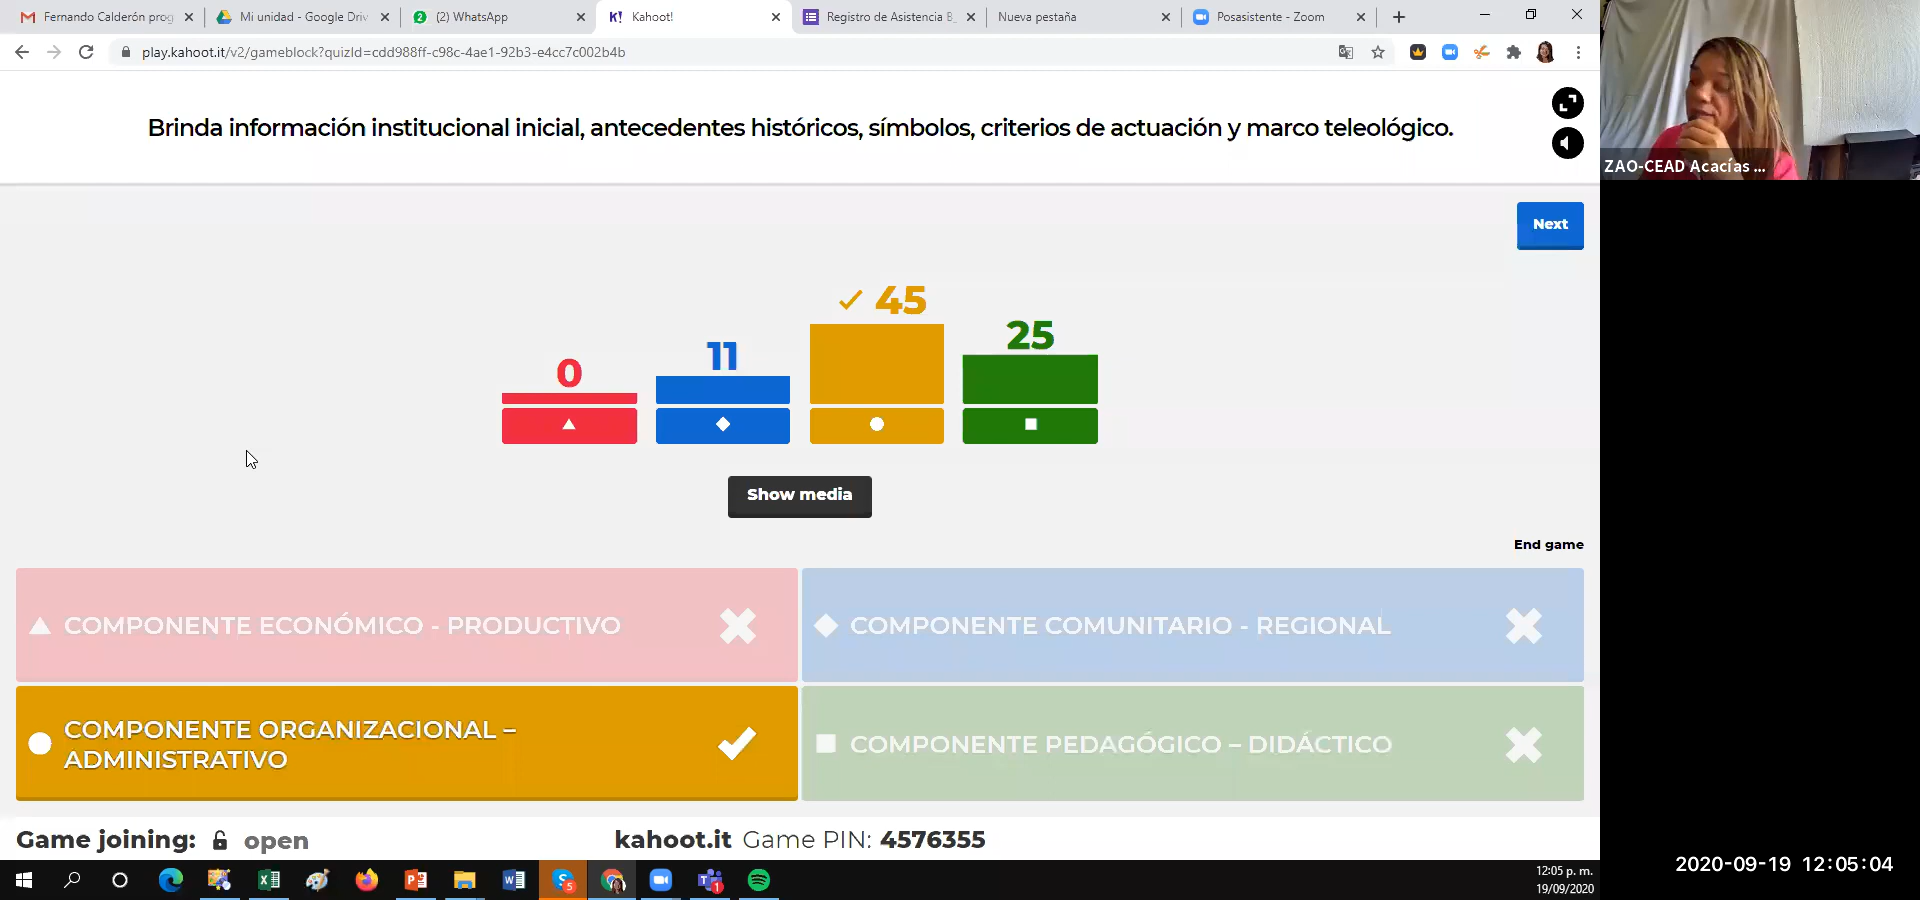 Fernando Calderón prog
Mi unidad - Google Driv
(2) WhatsApp
Kahoot!
Registro de Asistencia B_
Nueva pestaña
Posasistente - Zoom
play.kahoot.it/v2/gameblock?quizId=cdd988ff-c98c-4ae1-92b3-e4cc7c002b4b
Brinda información institucional inicial, antecedentes históricos, símbolos, criterios de actuación y marco teleológico.
ZAO-CEAD Acacías ...
Next
0
11
45
25
Show media
End game
COMPONENTE ECONÓMICO - PRODUCTIVO
COMPONENTE COMUNITARIO - REGIONAL
COMPONENTE ORGANIZACIONAL –
ADMINISTRATIVO
COMPONENTE PEDAGÓGICO – DIDÁCTICO
Game joining: open
kahoot.it Game PIN: 4576355
12:05 p. m.
19/09/2020
2020-09-19 12:05:04